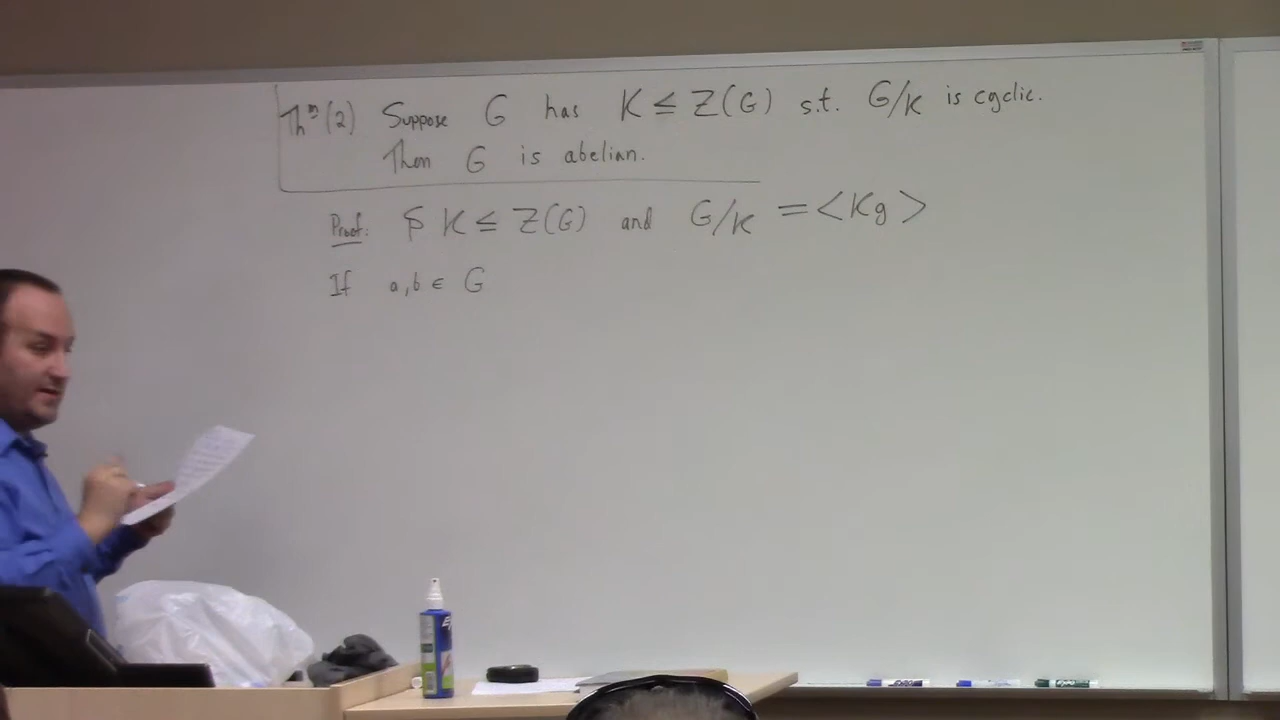 Thm (2) Suppose G has K ≤ Z(G) s.t. G/K is cyclic.
Then G is abelian.
Proof: $ K ≤ Z(G) and G/K = <Kg>
If a,b ∈ G